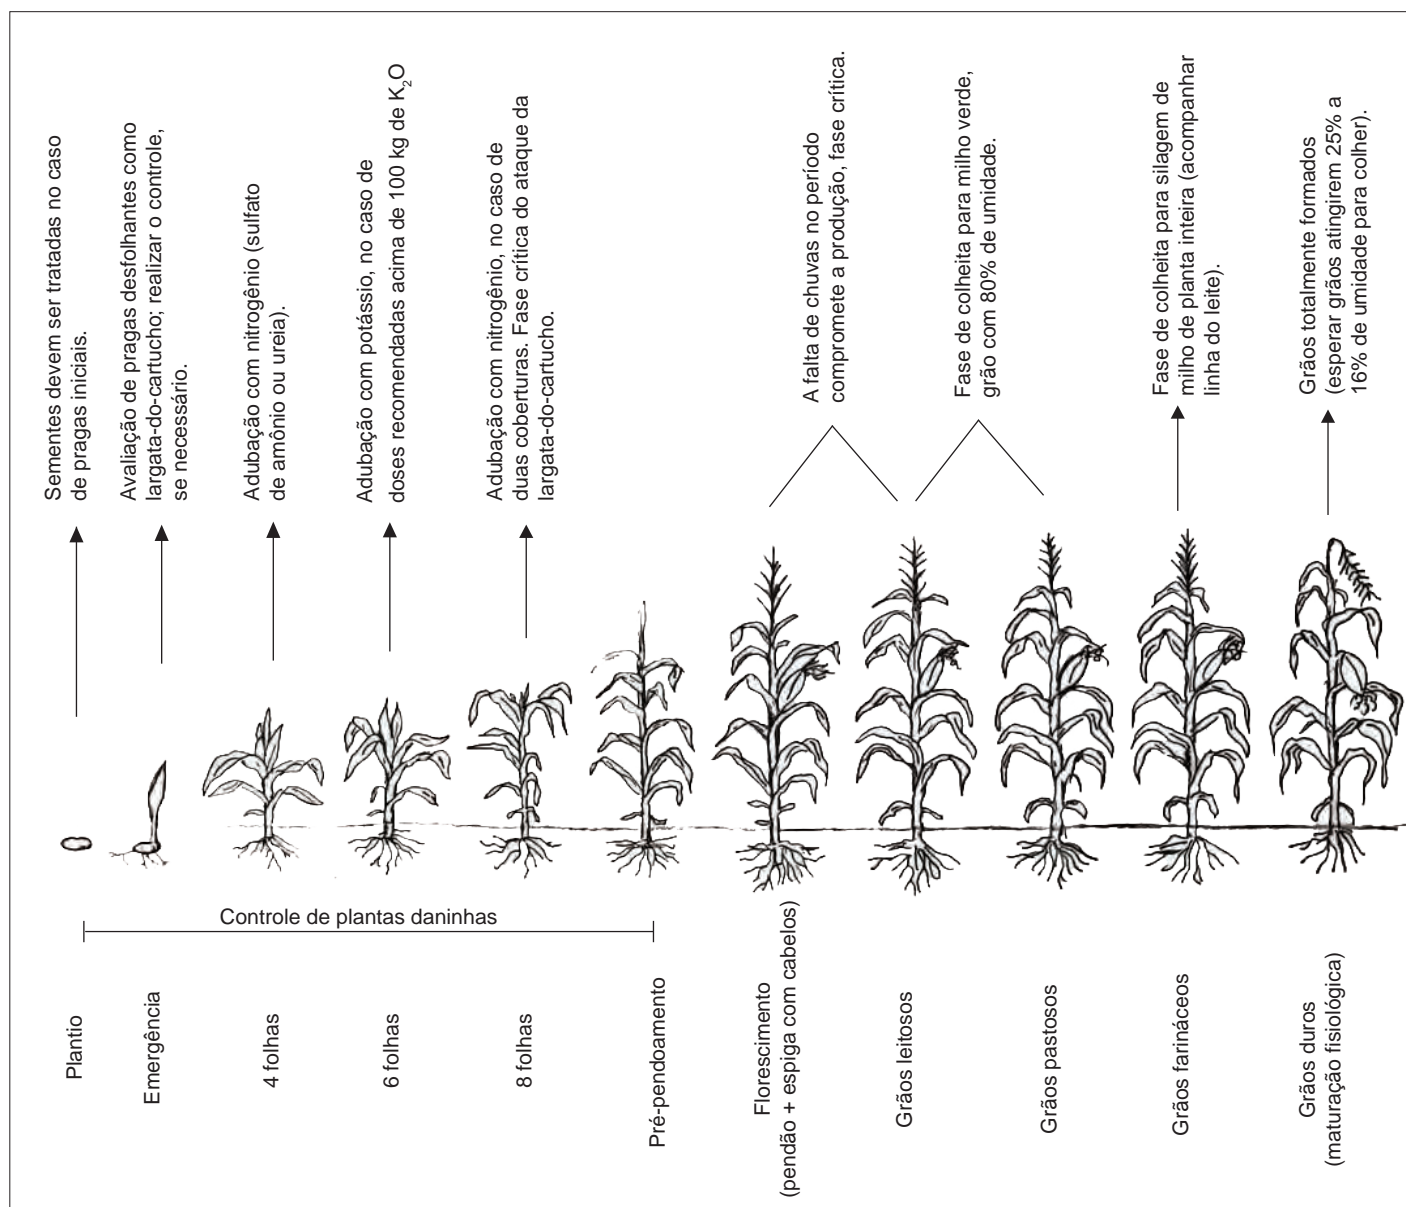 Sementes devem ser tratadas no caso
de pragas iniciais.
Avaliação de pragas desfolhantes como
largata-do-cartucho; realizar o controle,
se necessário.
Adubação com nitrogênio (sulfato
de amônio ou ureia).
Adubação com potássio, no caso de
doses recomendadas acima de 100 kg de K₂O
Adubação com nitrogênio, no caso de
duas coberturas. Fase crítica do ataque da
largata-do-cartucho.
A falta de chuvas no período
compromete a produção, fase crítica.
Fase de colheita para milho verde,
grão com 80% de umidade.
Fase de colheita para silagem de
milho de planta inteira (acompanhar
linha do leite).
Grãos totalmente formados
(esperar grãos atingirem 25% a
16% de umidade para colher).
Controle de plantas daninhas
Plantio
Emergência
4 folhas
6 folhas
8 folhas
Pré-pendoamento
Florescimento
(pendão + espiga com cabelos)
Grãos leitosos
Grãos pastosos
Grãos farináceos
Grãos duros
(maturação fisiológica)